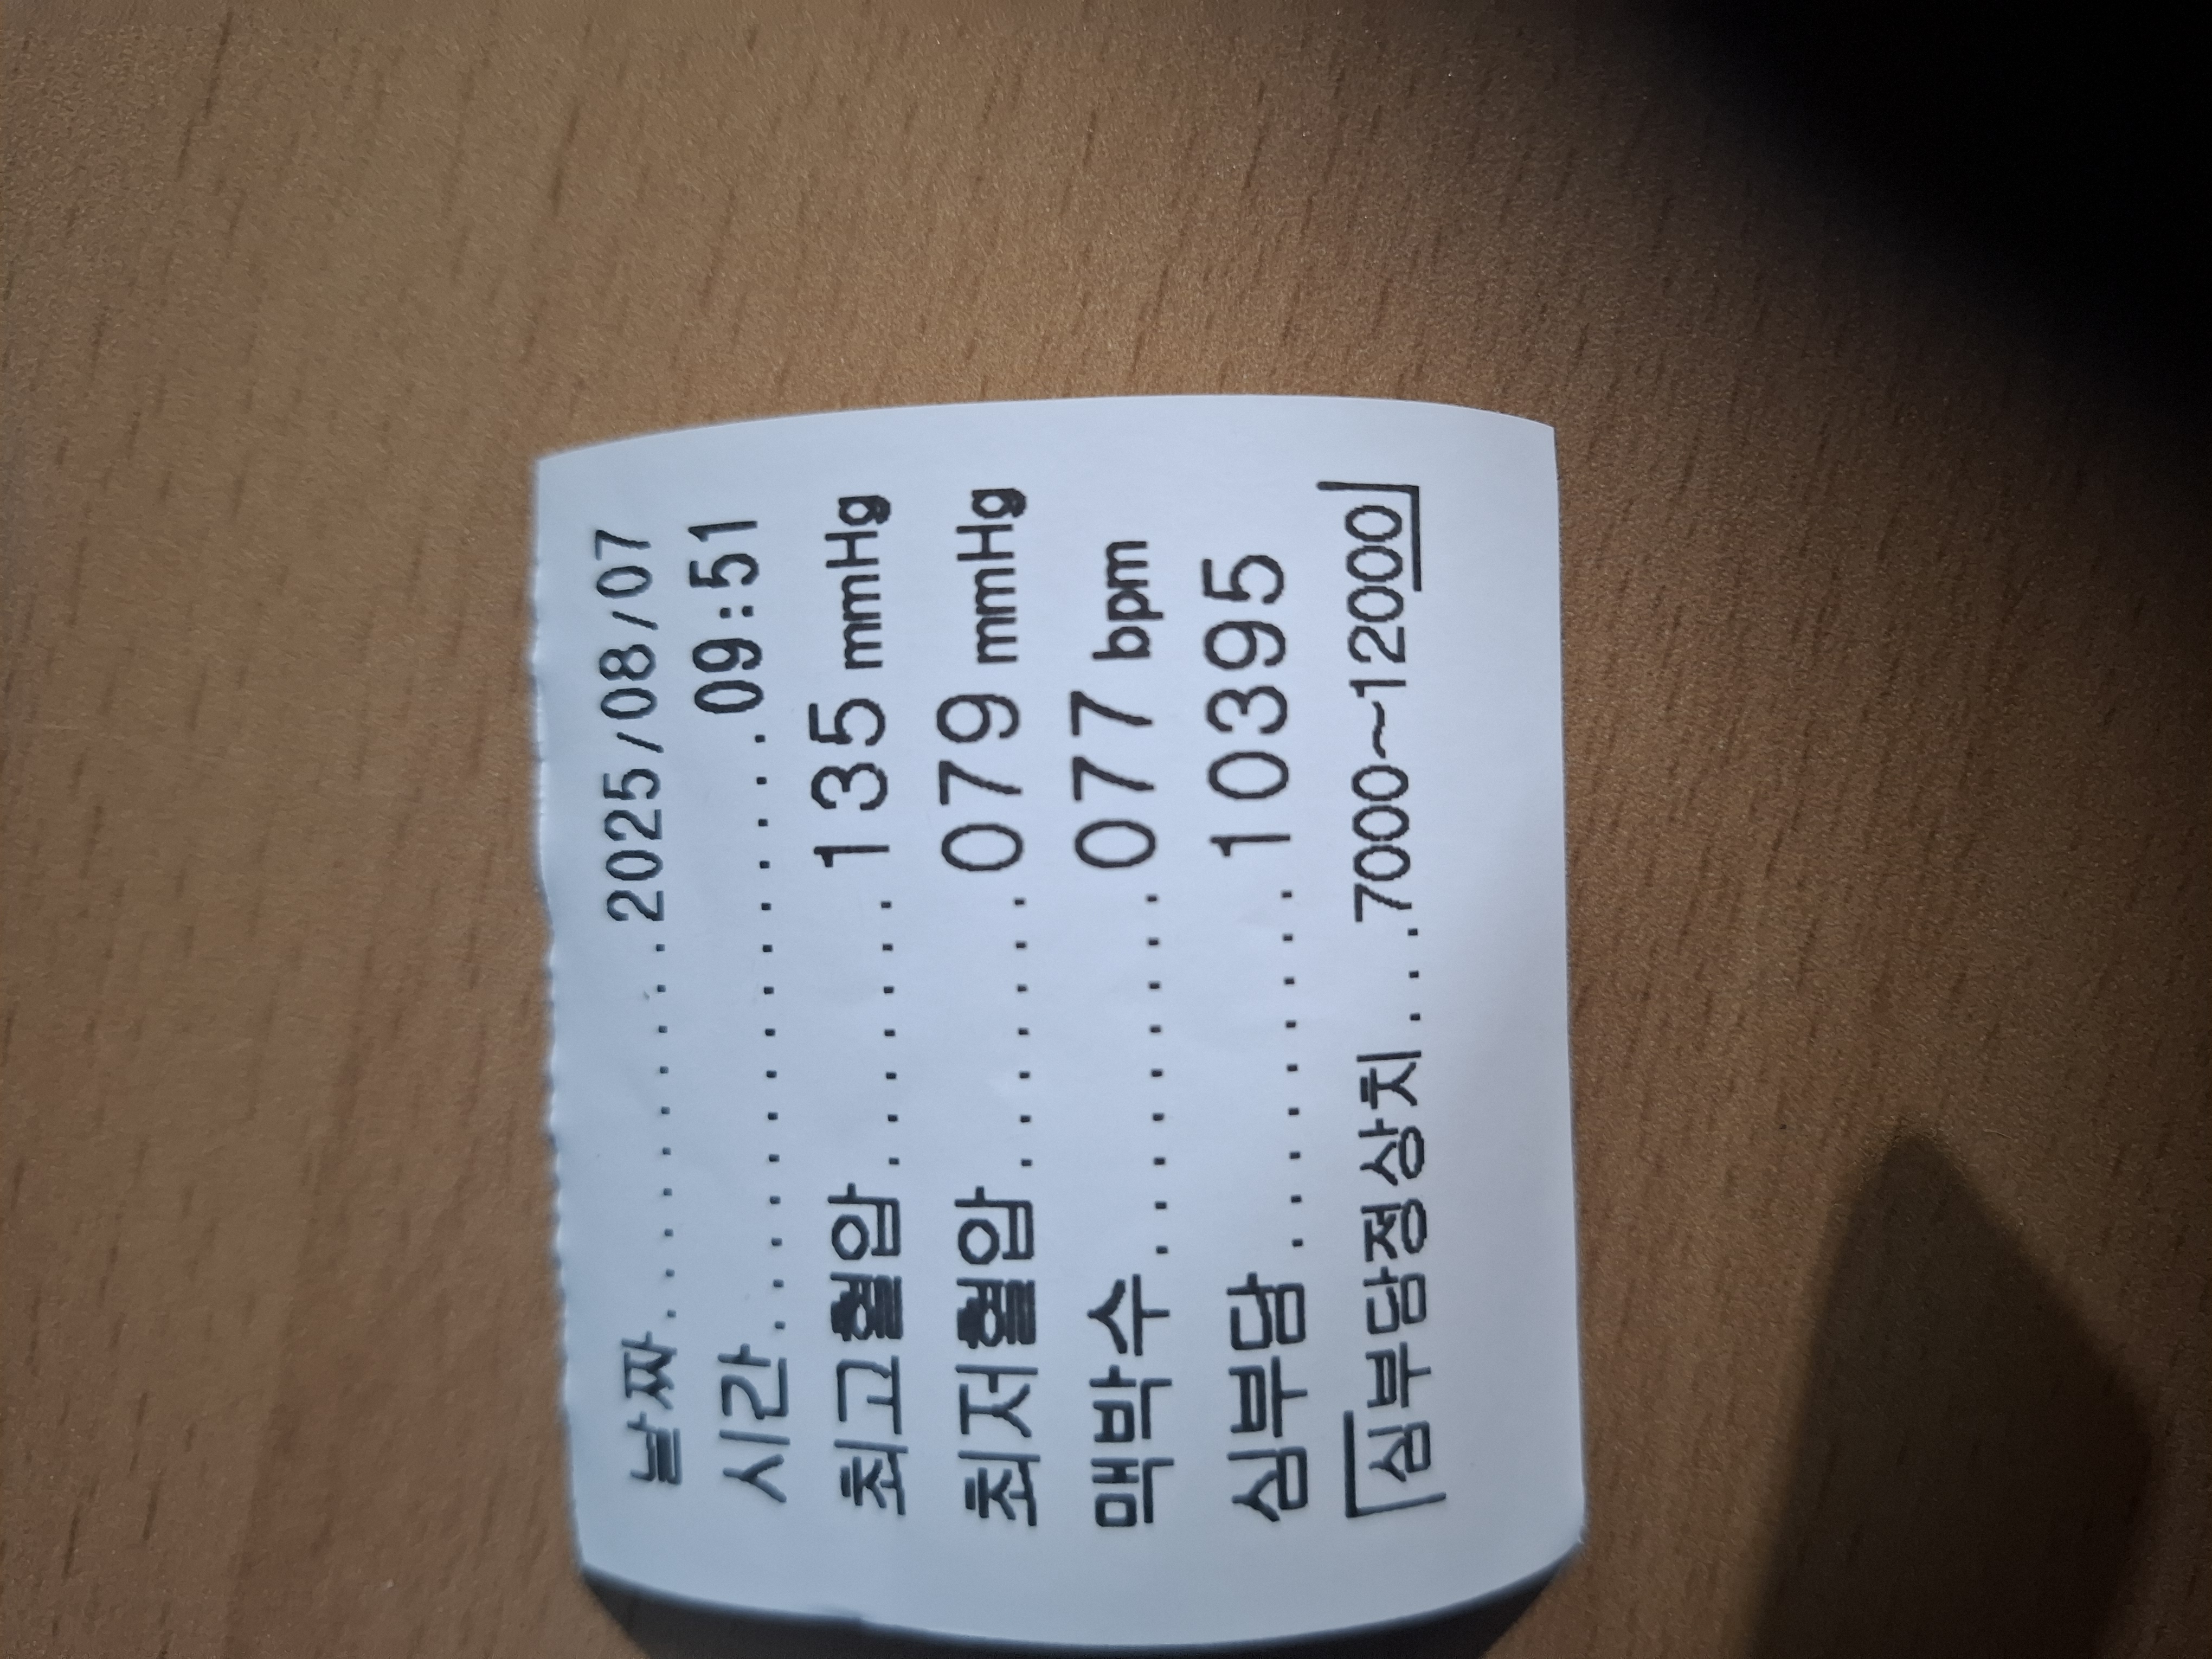 날짜..............2025/08/07
시간...............09:51
최고혈압.......135 mmHg
최저혈압.......079 mmHg
맥박수.........077 bpm
심부담.........10395
심부담정상치...7000~12000